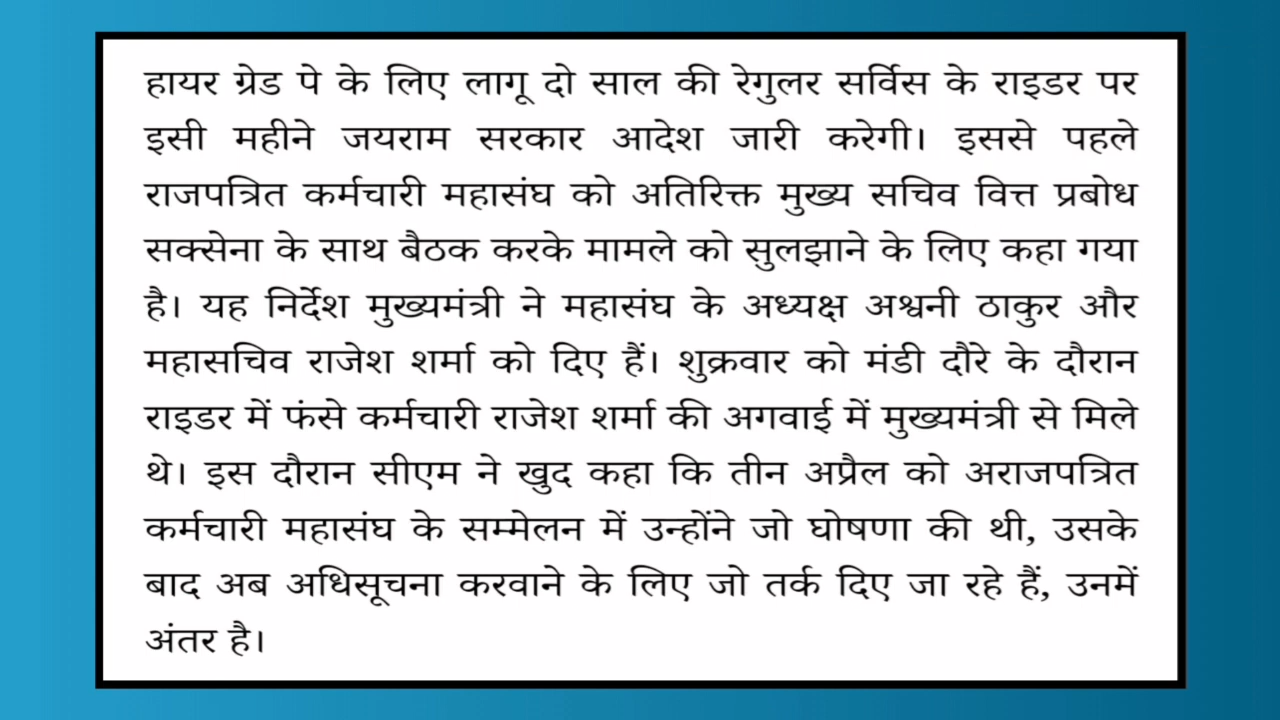 हायर ग्रेड पे के लिए लागू दो साल की रेगुलर सर्विस के राइडर पर
इसी महीने जयराम सरकार आदेश जारी करेगी। इससे पहले
राजपत्रित कर्मचारी महासंघ को अतिरिक्त मुख्य सचिव वित्त प्रबोध
सक्सेना के साथ बैठक करके मामले को सुलझाने के लिए कहा गया
है। यह निर्देश मुख्यमंत्री ने महासंघ के अध्यक्ष अश्वनी ठाकुर और
महासचिव राजेश शर्मा को दिए हैं। शुक्रवार को मंडी दौरे के दौरान
राइडर में फंसे कर्मचारी राजेश शर्मा की अगवाई में मुख्यमंत्री से मिले
थे। इस दौरान सीएम ने खुद कहा कि तीन अप्रैल को अराजपत्रित
कर्मचारी महासंघ के सम्मेलन में उन्होंने जो घोषणा की थी, उसके
बाद अब अधिसूचना करवाने के लिए जो तर्क दिए जा रहे हैं, उनमें
अंतर है।